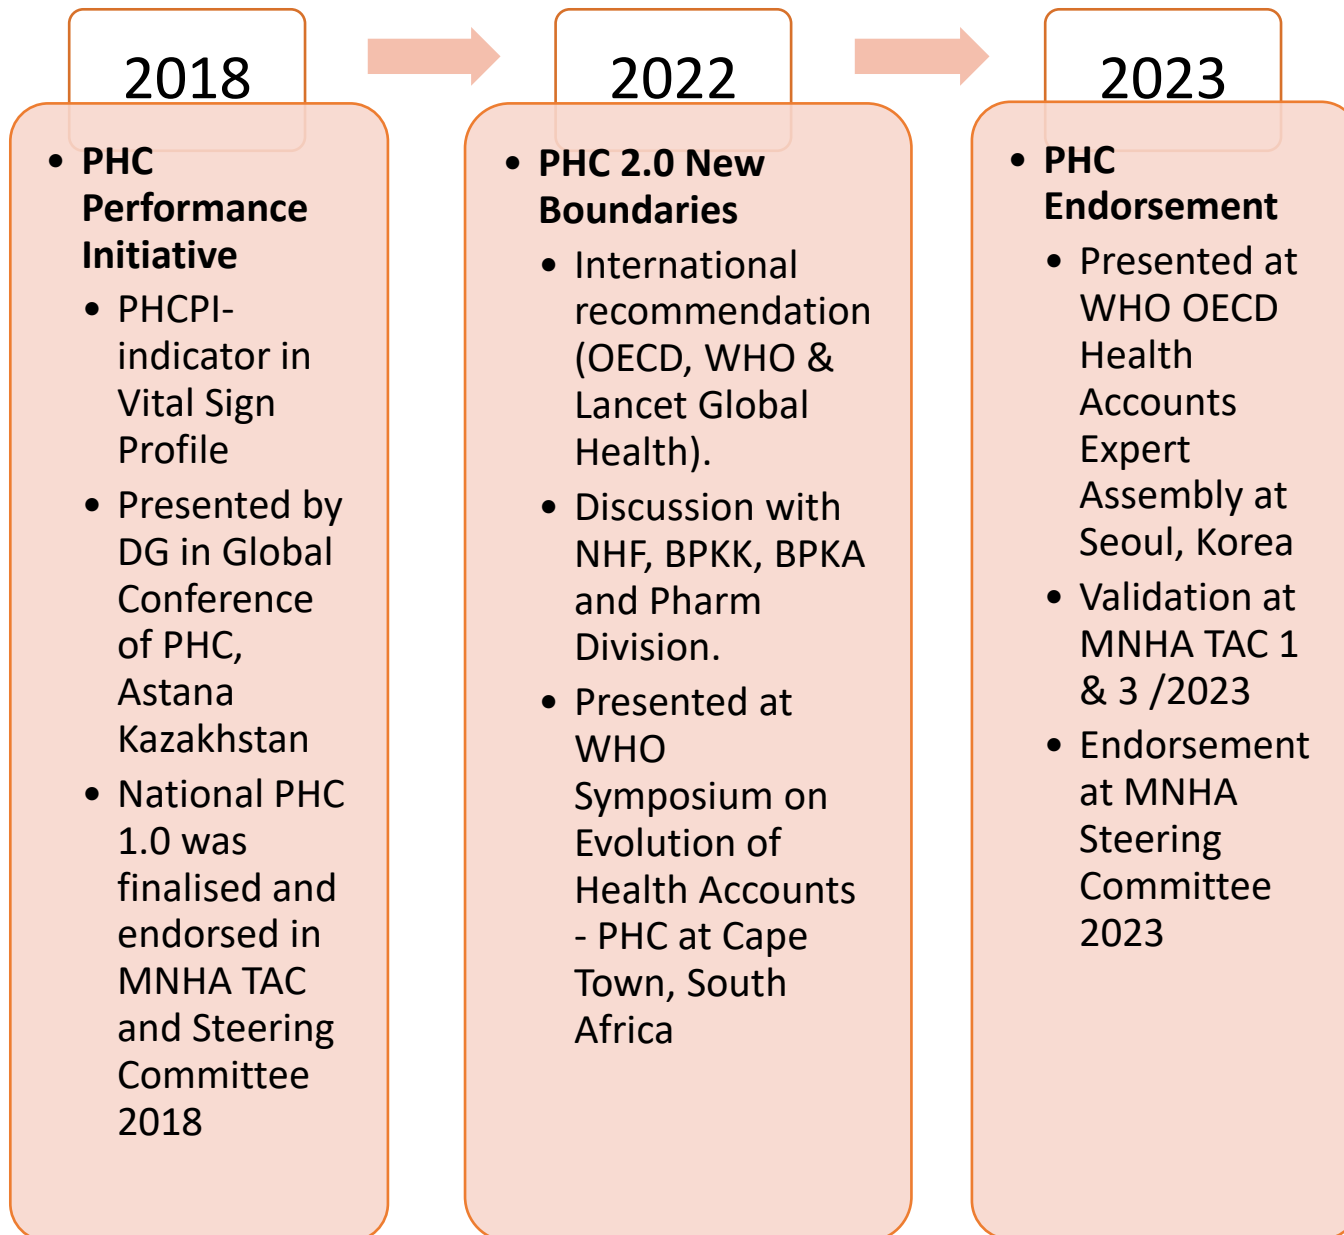 2018
• PHC
Performance
Initiative
• PHCPI-
indicator in
Vital Sign
Profile
• Presented by
DG in Global
Conference
of PHC,
Astana
Kazakhstan
• National PHC
1.0 was
finalised and
endorsed in
MNHA TAC
and Steering
Committee
2018
2022
• PHC 2.0 New
Boundaries
• International
recommendation
(OECD, WHO &
Lancet Global
Health).
• Discussion with
NHF, BPKK, BPKA
and Pharm
Division.
• Presented at
WHO
Symposium on
Evolution of
Health Accounts
- PHC at Cape
Town, South
Africa
2023
• PHC
Endorsement
• Presented at
WHO OECD
Health
Accounts
Expert
Assembly at
Seoul, Korea
• Validation at
MNHA TAC 1
& 3 /2023
• Endorsement
at MNHA
Steering
Committee
2023